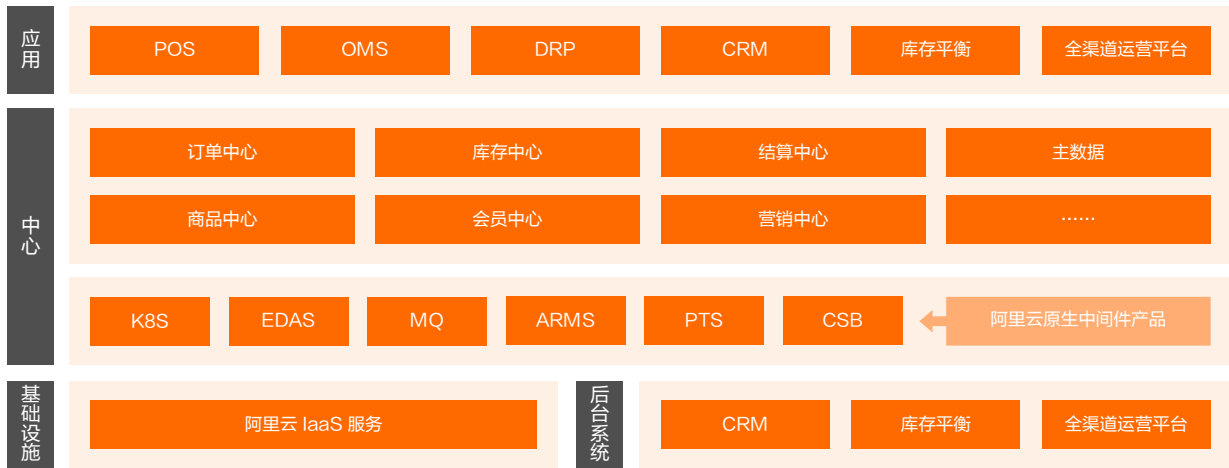 应用
POS
OMS
DRP
CRM
库存平衡
全渠道运营平台
中心
订单中心
库存中心
结算中心
主数据
商品中心
会员中心
营销中心
……
K8S
EDAS
MQ
ARMS
PTS
CSB
阿里云原生中间件产品
基础设施
阿里云 IaaS 服务
后台系统
CRM
库存平衡
全渠道运营平台